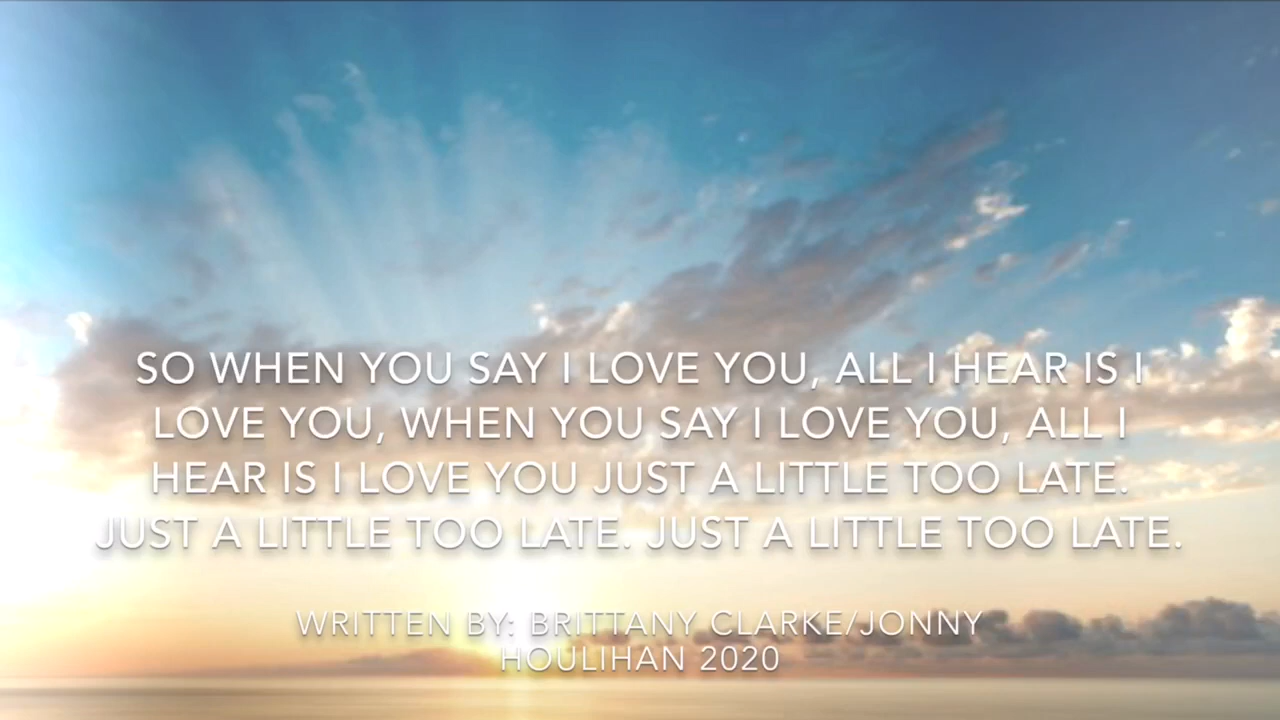 SO WHEN YOU SAY I LOVE YOU, ALL I HEAR IS I
LOVE YOU, WHEN YOU SAY I LOVE YOU, ALL I
HEAR IS I LOVE YOU JUST A LITTLE TOO LATE.
JUST A LITTLE TOO LATE. JUST A LITTLE TOO LATE.
WRITTEN BY: BRITTANY CLARKE/JONNY
HOULIHAN 2020